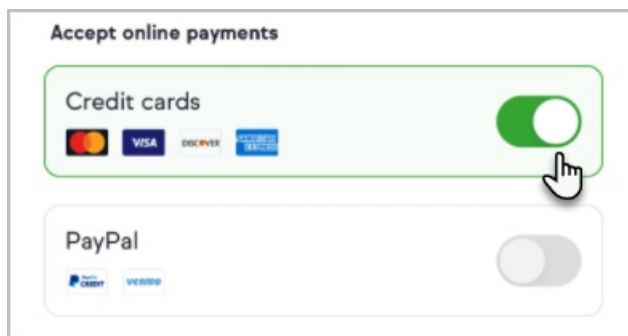 Accept online payments
Credit cards
VISA DISCOVER AMERICAN EXPRESS
PayPal
PayPal CREDIT venmo